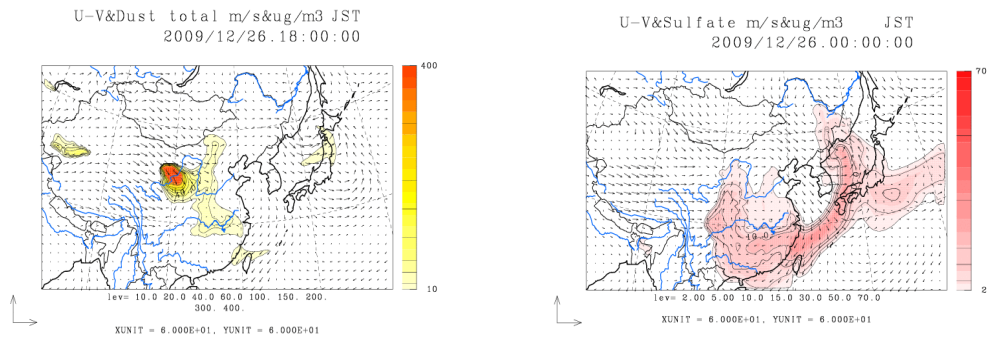 U-V&Dust total m/s&ug/m3 JST
2009/12/26.18:00:00
400
10
lev= 10.0 20.0 40.0 60.0 100. 150. 200.
300. 400.
XUNIT = 6.000E+01, YUNIT = 6.000E+01
U-V&Sulfate m/s&ug/m3 JST
2009/12/26.00:00:00
70
10.0
2
lev= 2.00 5.00 10.0 15.0 30.0 50.0 70.0
XUNIT = 6.000E+01, YUNIT = 6.000E+01